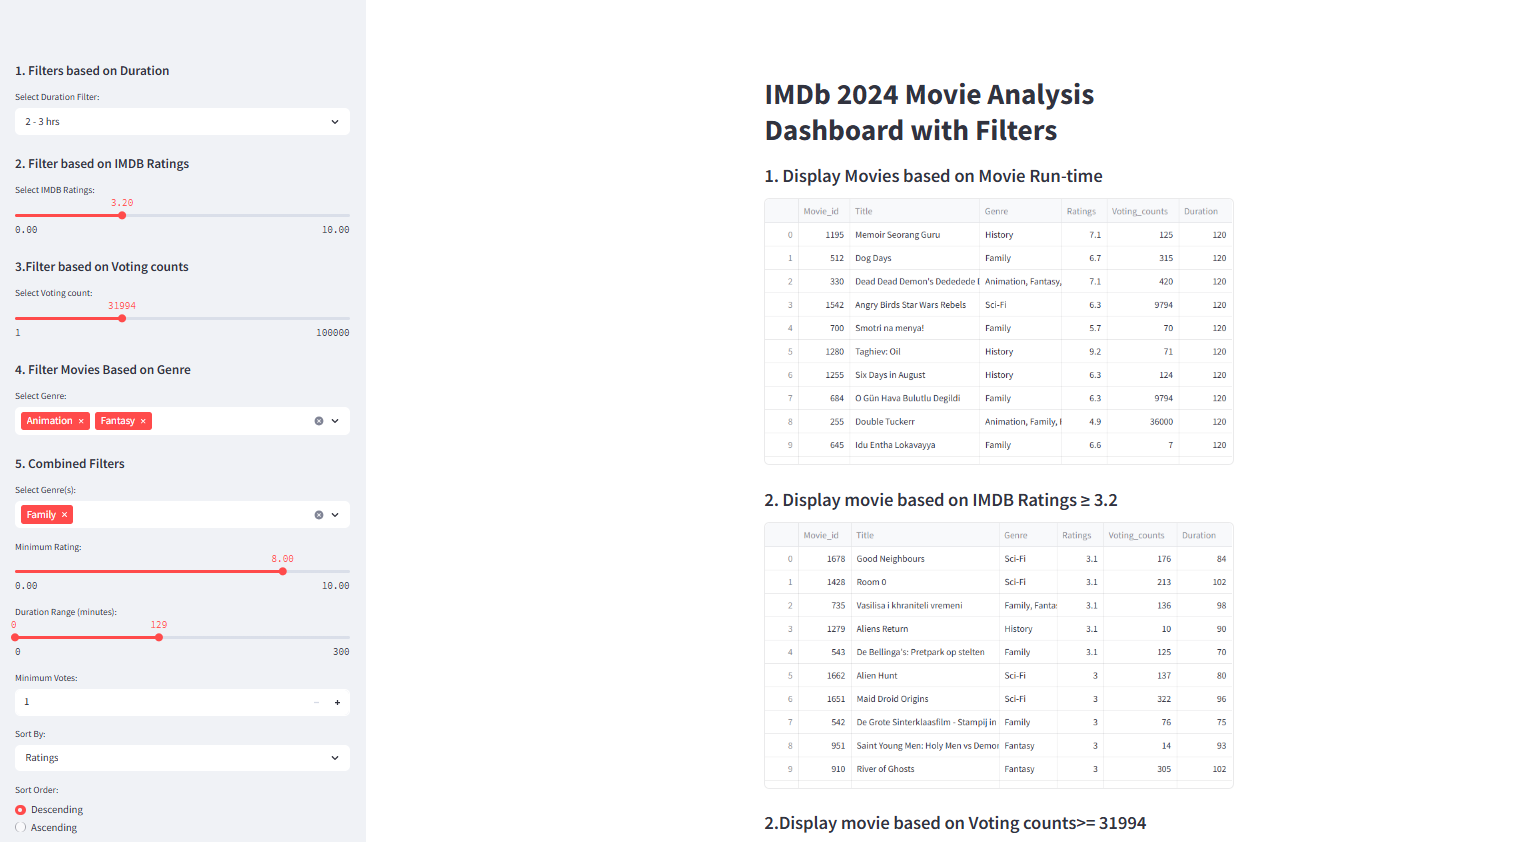 1. Filters based on Duration
Select Duration Filter:
2 - 3 hrs
2. Filter based on IMDB Ratings
Select IMDB Ratings:
3.20
0.00 10.00
3.Filter based on Voting counts
Select Voting count:
31994
1 100000
4. Filter Movies Based on Genre
Select Genre:
Animation × Fantasy ×
5. Combined Filters
Select Genre(s):
Family ×
Minimum Rating:
8.00
0.00 10.00
Duration Range (minutes):
0 129
0 300
Minimum Votes:
1 − +
Sort By:
Ratings
Sort Order:
Descending
Ascending
IMDb 2024 Movie Analysis
Dashboard with Filters
1. Display Movies based on Movie Run-time
Movie_id Title Genre Ratings Voting_counts Duration
0 1195 Memoir Seorang Guru History 7.1 125 120
1 512 Dog Days Family 6.7 315 120
2 330 Dead Dead Demon's Dededede Animation, Fantasy, 7.1 420 120
3 1542 Angry Birds Star Wars Rebels Sci-Fi 6.3 9794 120
4 700 Smotri na menya! Family 5.7 70 120
5 1280 Taghiev: Oil History 9.2 71 120
6 1255 Six Days in August History 6.3 124 120
7 684 O Gün Hava Bulutlu Degildi Family 6.3 9794 120
8 255 Double Tuckerr Animation, Family, 4.9 36000 120
9 645 Idu Entha Lokavayya Family 6.6 7 120
2. Display movie based on IMDB Ratings ≥ 3.2
Movie_id Title Genre Ratings Voting_counts Duration
0 1678 Good Neighbours Sci-Fi 3.1 176 84
1 1428 Room 0 Sci-Fi 3.1 213 102
2 735 Vasilisa i khraniteli vremeni Family, Fanta 3.1 136 98
3 1279 Aliens Return History 3.1 10 90
4 543 De Bellinga's: Pretpark op stelten Family 3.1 125 70
5 1662 Alien Hunt Sci-Fi 3 137 80
6 1651 Maid Droid Origins Sci-Fi 3 322 96
7 542 De Grote Sinterklaasfilm - Stampij in Family 3 76 75
8 951 Saint Young Men: Holy Men vs Demo Fantasy 3 14 93
9 910 River of Ghosts Fantasy 3 305 102
2.Display movie based on Voting counts>= 31994